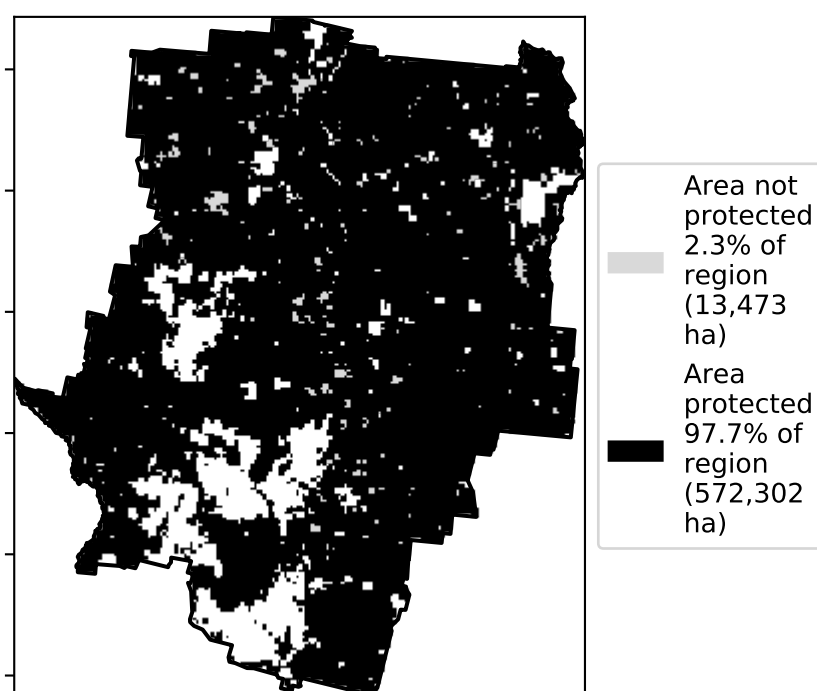 Area not
protected
2.3% of
region
(13,473
ha)
Area
protected
97.7% of
region
(572,302
ha)